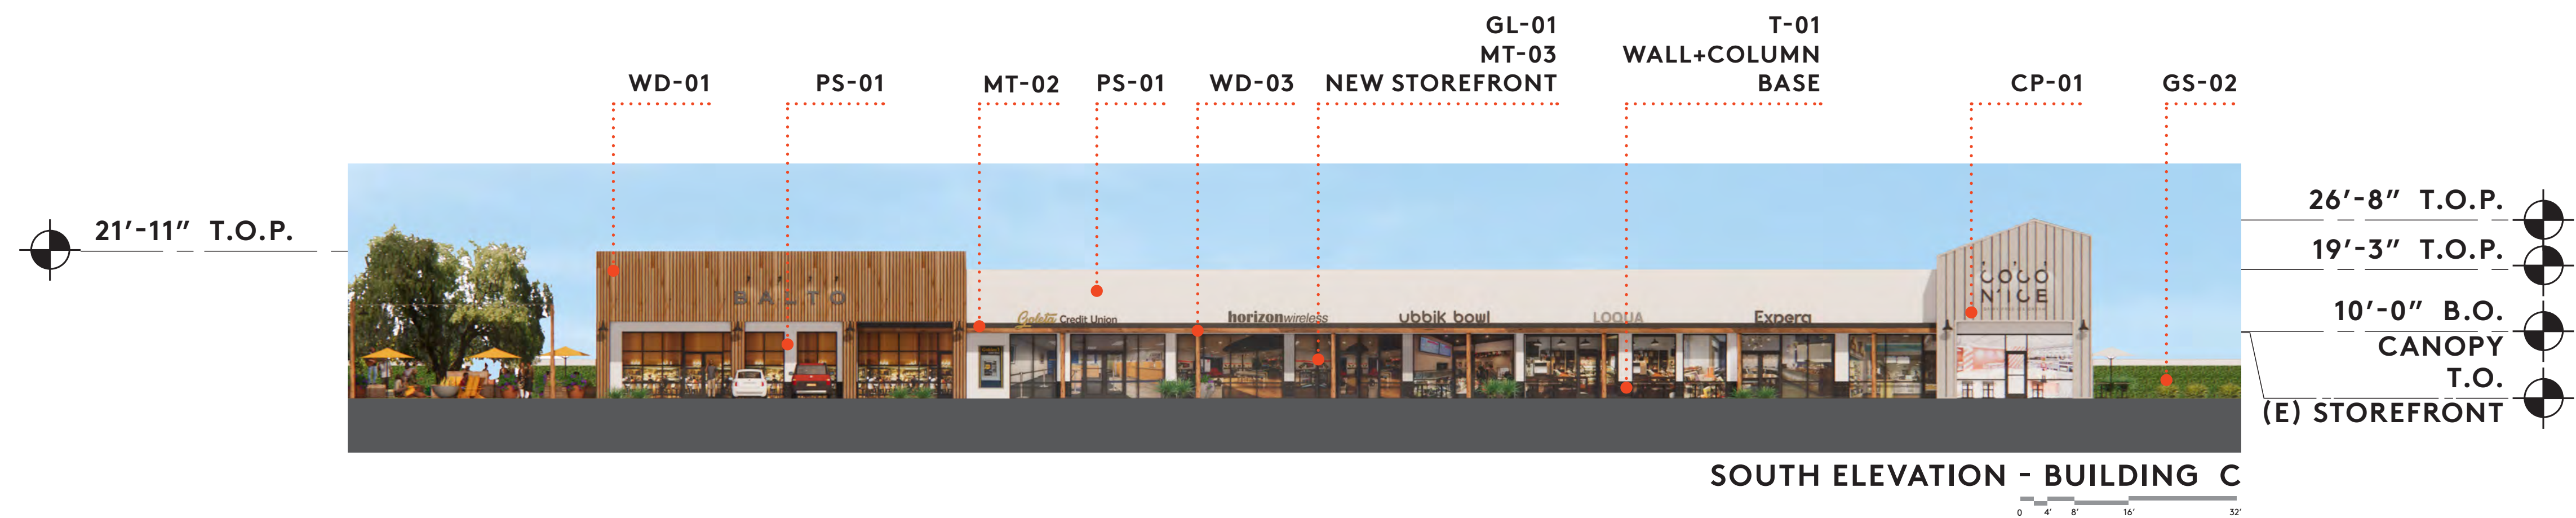 GL-01
MT-03
NEW STOREFRONT
T-01
WALL+COLUMN
BASE
WD-01
PS-01
MT-02
PS-01
WD-03
CP-01
GS-02
21'-11" T.O.P.
26'-8" T.O.P.
19'-3" T.O.P.
10'-0" B.O.
CANOPY
T.O.
(E) STOREFRONT
BALTO
Goleta Credit Union
horizonwireless
ubbik bowl
LOQUA
Expera
COCO
N'ICE
SOUTH ELEVATION - BUILDING C
0 4' 8' 16' 32'